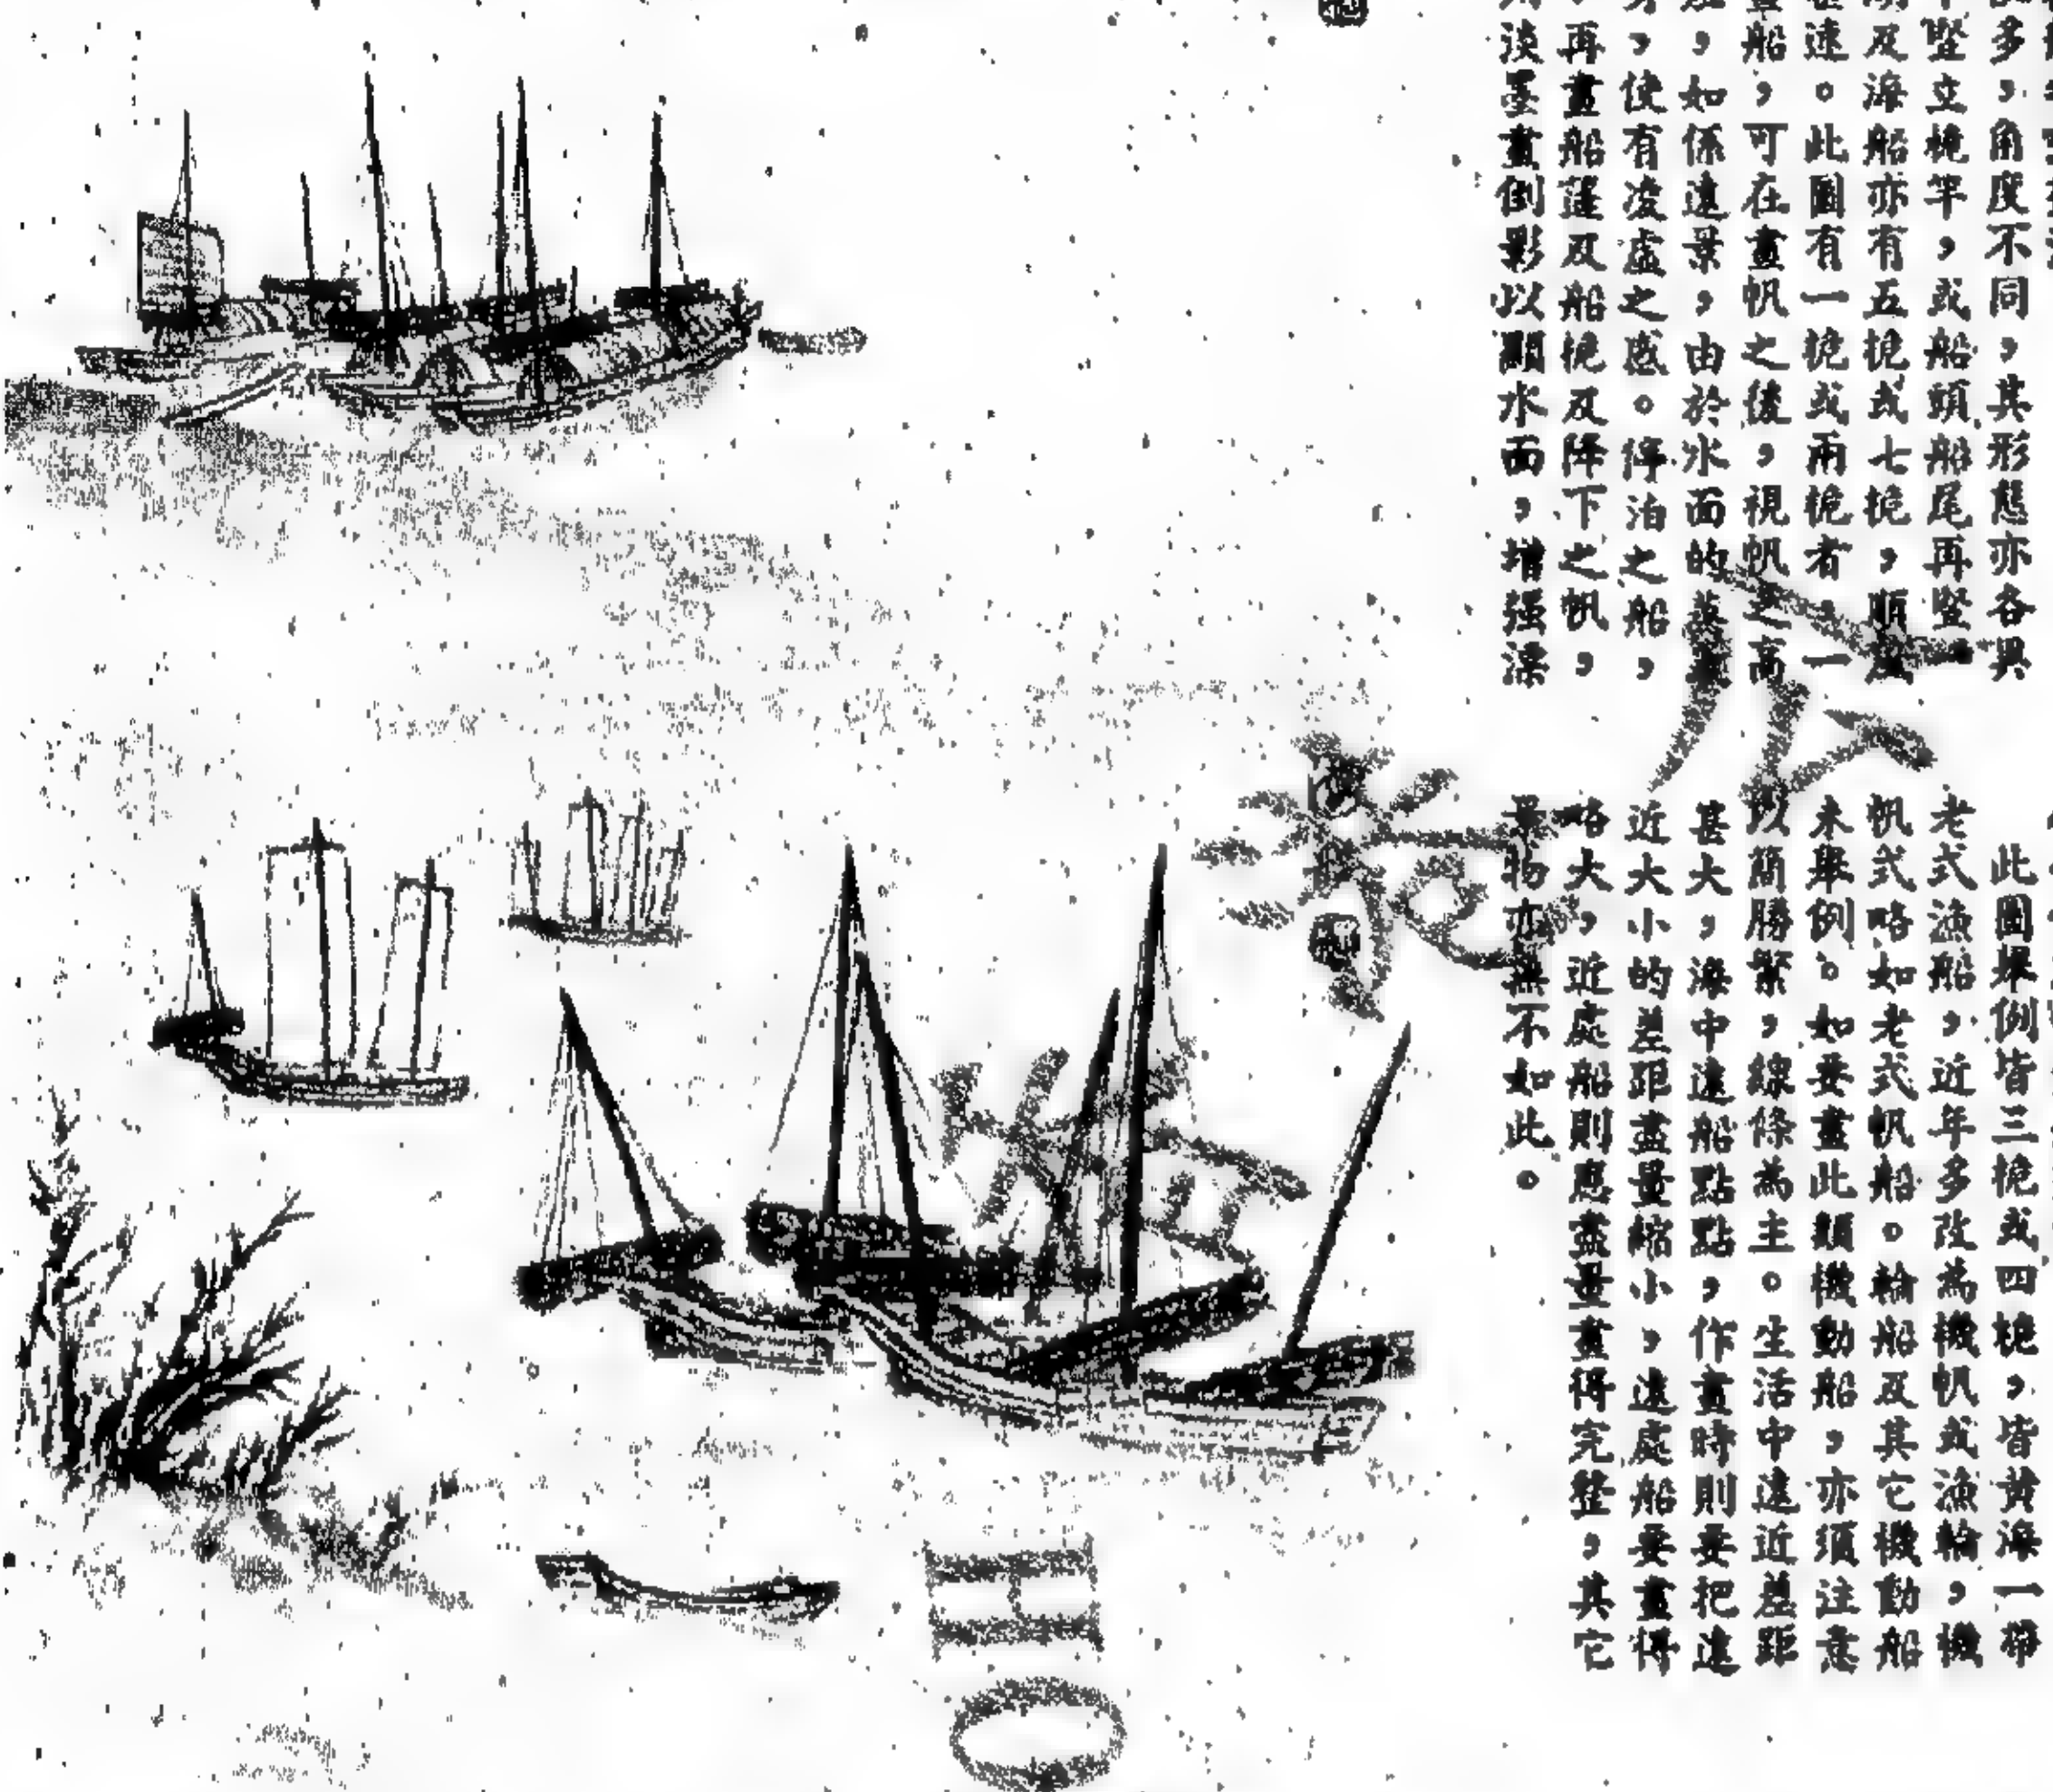 多，角度不同，其形態亦各異
竪立桅竿，或船頭船尾再竪一
及海船亦有五桅或七桅，順風
速。此圖有一桅或兩桅者，一
船，可在畫帆之後，視帆之高
，如係遠景，由於水面的蒸
，使有凌虛之感。停泊之船，
，再畫船篷及船桅及降下之帆，
淡墨畫倒影以顯水面，增强深
此圖舉例皆三桅或四桅，皆黄海一帶
老式漁船，近年多改為機帆或漁輪，機
帆式略如老式帆船。輪船及其它機動船
未舉例。如要畫此類機動船，亦須注意
以簡勝繁，線條為主。生活中遠近差距
甚大，海中遠船點點，作畫時則要把遠
近大小的差距盡量縮小，遠處船要畫得
略大，近處船則應盡量畫得完整，其它
景物亦無不如此。